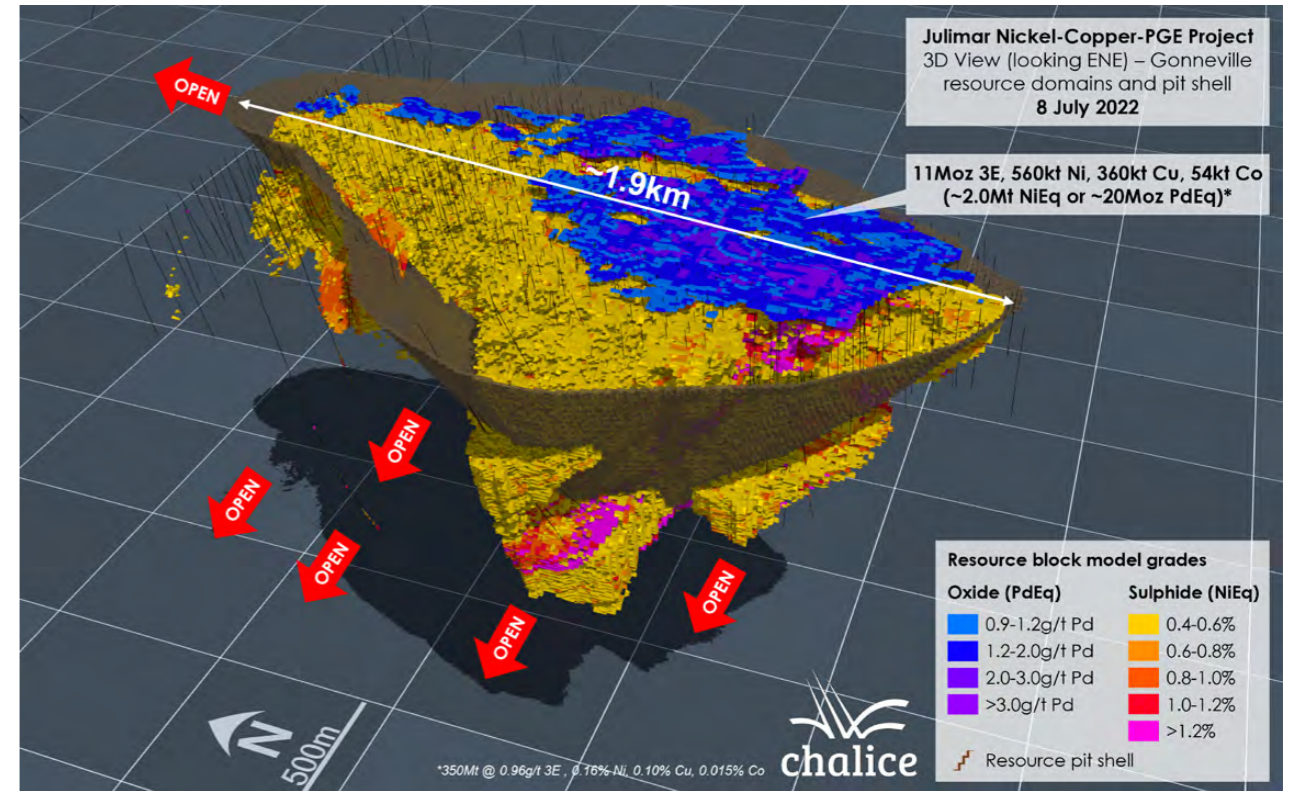 Julimar Nickel-Copper-PGE Project
3D View (looking ENE) – Gonneville
resource domains and pit shell
8 July 2022
OPEN
~1.9km
11Moz 3E, 560kt Ni, 360kt Cu, 54kt Co
(~2.0Mt NiEq or ~20Moz PdEq)*
OPEN
OPEN
OPEN
OPEN
OPEN
Resource block model grades
Oxide (PdEq)
0.9-1.2g/t Pd
1.2-2.0g/t Pd
2.0-3.0g/t Pd
>3.0g/t Pd
Sulphide (NiEq)
0.4-0.6%
0.6-0.8%
0.8-1.0%
1.0-1.2%
>1.2%
Resource pit shell
N
500m
*350Mt @ 0.96g/t 3E , 0.16% Ni, 0.10% Cu, 0.015% Co
chalice